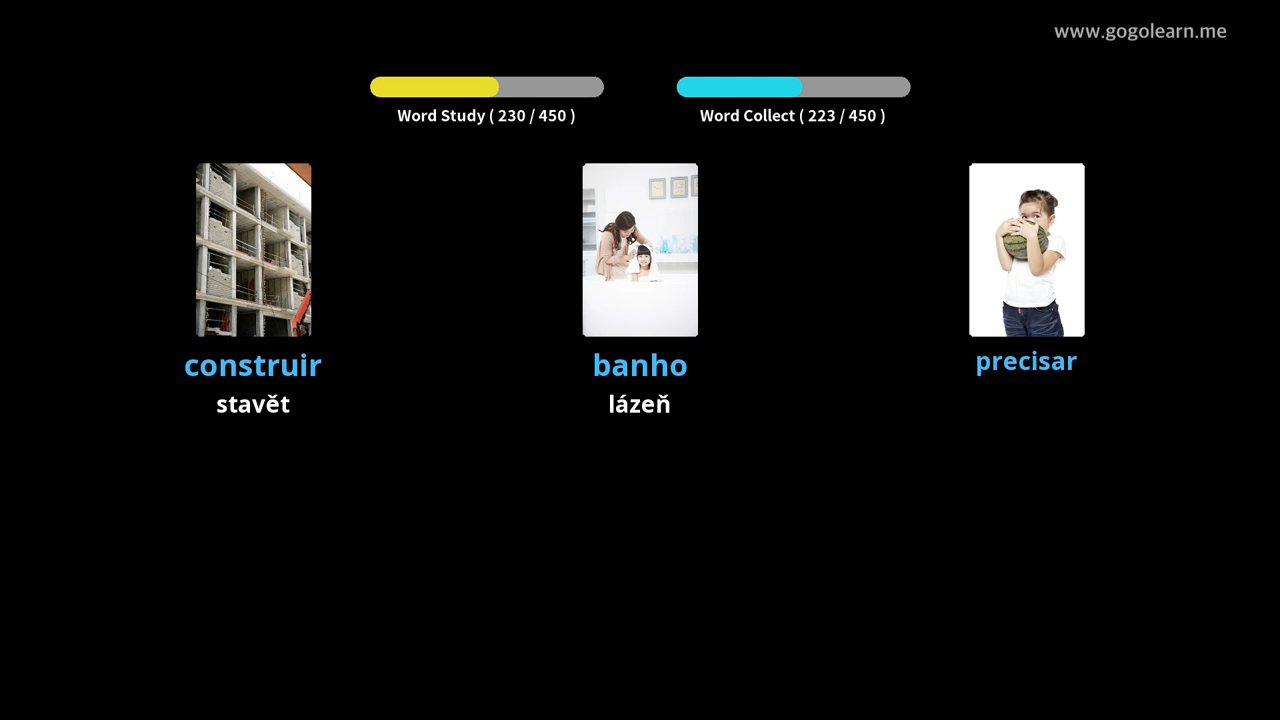 www.gogolearn.me
Word Study ( 230 / 450 )
Word Collect ( 223 / 450 )
construir
banho
precisar
stavět
lázeň